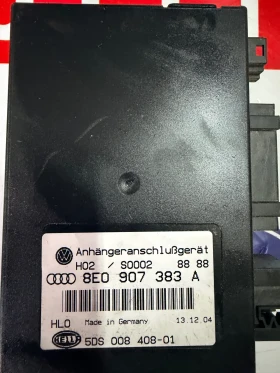 Anhängeranschlußgerät
H02 / S0002 88 88
8E0 907 383 A
HLO Made in Germany 13.12.04
HELLA 5DS 008 408-01